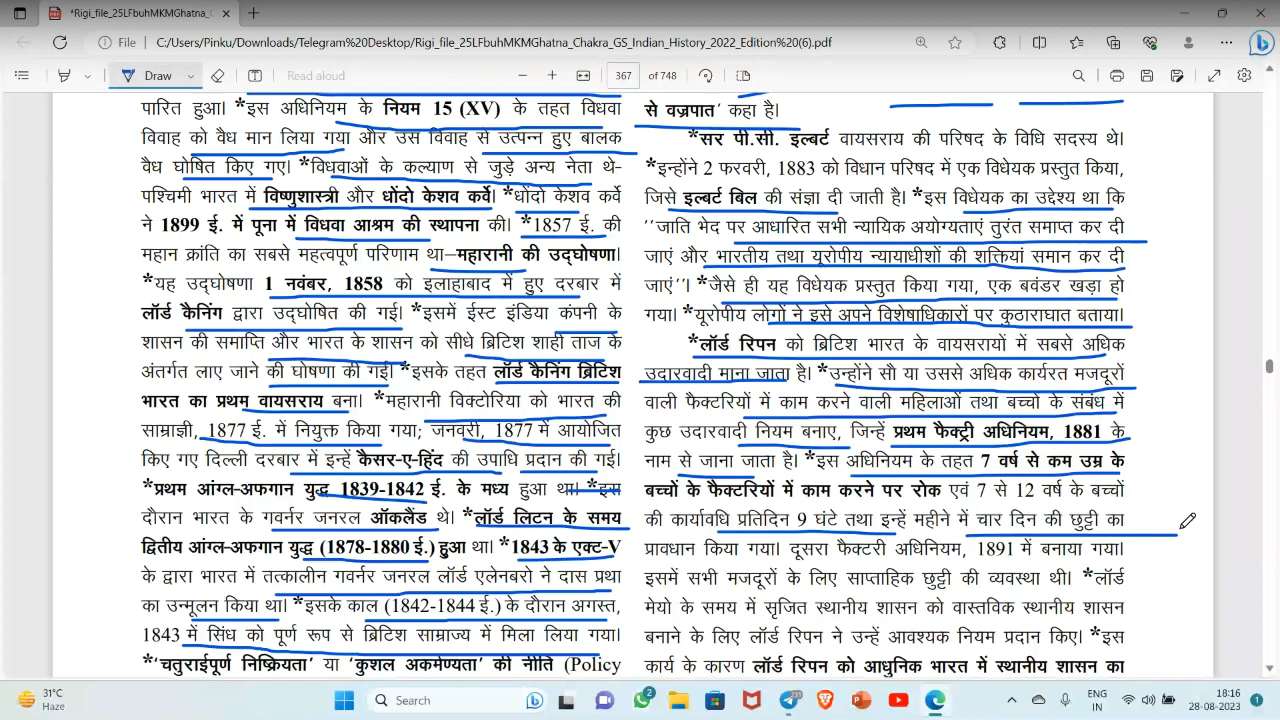 *Rigi_file_25LFbuhMKMGhatna_C
File
C:/Users/Pinku/Downloads/Telegram%20Desktop/Rigi_file_25LFbuhMKMGhatna_Chakra_GS_Indian_History_2022_Edition%20(6).pdf
Draw
Read aloud
367 of 748
पारित हुआ। *इस अधिनियम के नियम 15 (XV) के तहत विधवा
विवाह को वैध मान लिया गया और उस विवाह से उत्पन्न हुए बालक
वैध घोषित किए गए। *विधवाओं के कल्याण से जुड़े अन्य नेता थे-
पश्चिमी भारत में विष्णुशास्त्री और धोंदो केशव कर्वे। *धोंदो केशव कर्वे
ने 1899 ई. में पूना में विधवा आश्रम की स्थापना की। *1857 ई. की
महान क्रांति का सबसे महत्वपूर्ण परिणाम था–महारानी की उद्घोषणा।
*यह उद्घोषणा 1 नवंबर, 1858 को इलाहाबाद में हुए दरबार में
लॉर्ड कैनिंग द्वारा उद्घोषित की गई। *इसमें ईस्ट इंडिया कंपनी के
शासन की समाप्ति और भारत के शासन को सीधे ब्रिटिश शाही ताज के
अंतर्गत लाए जाने की घोषणा की गई। *इसके तहत लॉर्ड कैनिंग ब्रिटिश
भारत का प्रथम वायसराय बना। *महारानी विक्टोरिया को भारत की
साम्राज्ञी, 1877 ई. में नियुक्त किया गया; जनवरी, 1877 में आयोजित
किए गए दिल्ली दरबार में इन्हें कैसर-ए-हिंद की उपाधि प्रदान की गई।
*प्रथम आंग्ल-अफगान युद्ध 1839-1842 ई. के मध्य हुआ था। *इस
दौरान भारत के गवर्नर जनरल ऑकलैंड थे। *लॉर्ड लिटन के समय
द्वितीय आंग्ल-अफगान युद्ध (1878-1880 ई.) हुआ था। *1843 के एक्ट-V
के द्वारा भारत में तत्कालीन गवर्नर जनरल लॉर्ड एलेनबरो ने दास प्रथा
का उन्मूलन किया था। *इसके काल (1842-1844 ई.) के दौरान अगस्त,
1843 में सिंध को पूर्ण रूप से ब्रिटिश साम्राज्य में मिला लिया गया।
*'चतुराईपूर्ण निष्क्रियता' या 'कुशल अकर्मण्यता' की नीति (Policy
से वज्रपात' कहा है।
*सर पी.सी. इल्बर्ट वायसराय की परिषद के विधि सदस्य थे।
*इन्होंने 2 फरवरी, 1883 को विधान परिषद में एक विधेयक प्रस्तुत किया,
जिसे इल्बर्ट बिल की संज्ञा दी जाती है। *इस विधेयक का उद्देश्य था कि
''जाति भेद पर आधारित सभी न्यायिक अयोग्यताएं तुरंत समाप्त कर दी
जाएं और भारतीय तथा यूरोपीय न्यायाधीशों की शक्तियां समान कर दी
जाएं''। *जैसे ही यह विधेयक प्रस्तुत किया गया, एक बवंडर खड़ा हो
गया। *यूरोपीय लोगों ने इसे अपने विशेषाधिकारों पर कुठाराघात बताया।
*लॉर्ड रिपन को ब्रिटिश भारत के वायसरायों में सबसे अधिक
उदारवादी माना जाता है। *उन्होंने सौ या उससे अधिक कार्यरत मजदूरों
वाली फैक्टरियों में काम करने वाली महिलाओं तथा बच्चों के संबंध में
कुछ उदारवादी नियम बनाए, जिन्हें प्रथम फैक्ट्री अधिनियम, 1881 के
नाम से जाना जाता है। *इस अधिनियम के तहत 7 वर्ष से कम उम्र के
बच्चों के फैक्टरियों में काम करने पर रोक एवं 7 से 12 वर्ष के बच्चों
की कार्यावधि प्रतिदिन 9 घंटे तथा इन्हें महीने में चार दिन की छुट्टी का
प्रावधान किया गया। दूसरा फैक्टरी अधिनियम, 1891 में बनाया गया।
इसमें सभी मजदूरों के लिए साप्ताहिक छुट्टी की व्यवस्था थी। *लॉर्ड
मेयो के समय में सृजित स्थानीय शासन को वास्तविक स्थानीय शासन
बनाने के लिए लॉर्ड रिपन ने उन्हें आवश्यक नियम प्रदान किए। *इस
कार्य के कारण लॉर्ड रिपन को आधुनिक भारत में स्थानीय शासन का
31°C
Haze
Search
2
ENG
IN
18:16
28-08-2023
1